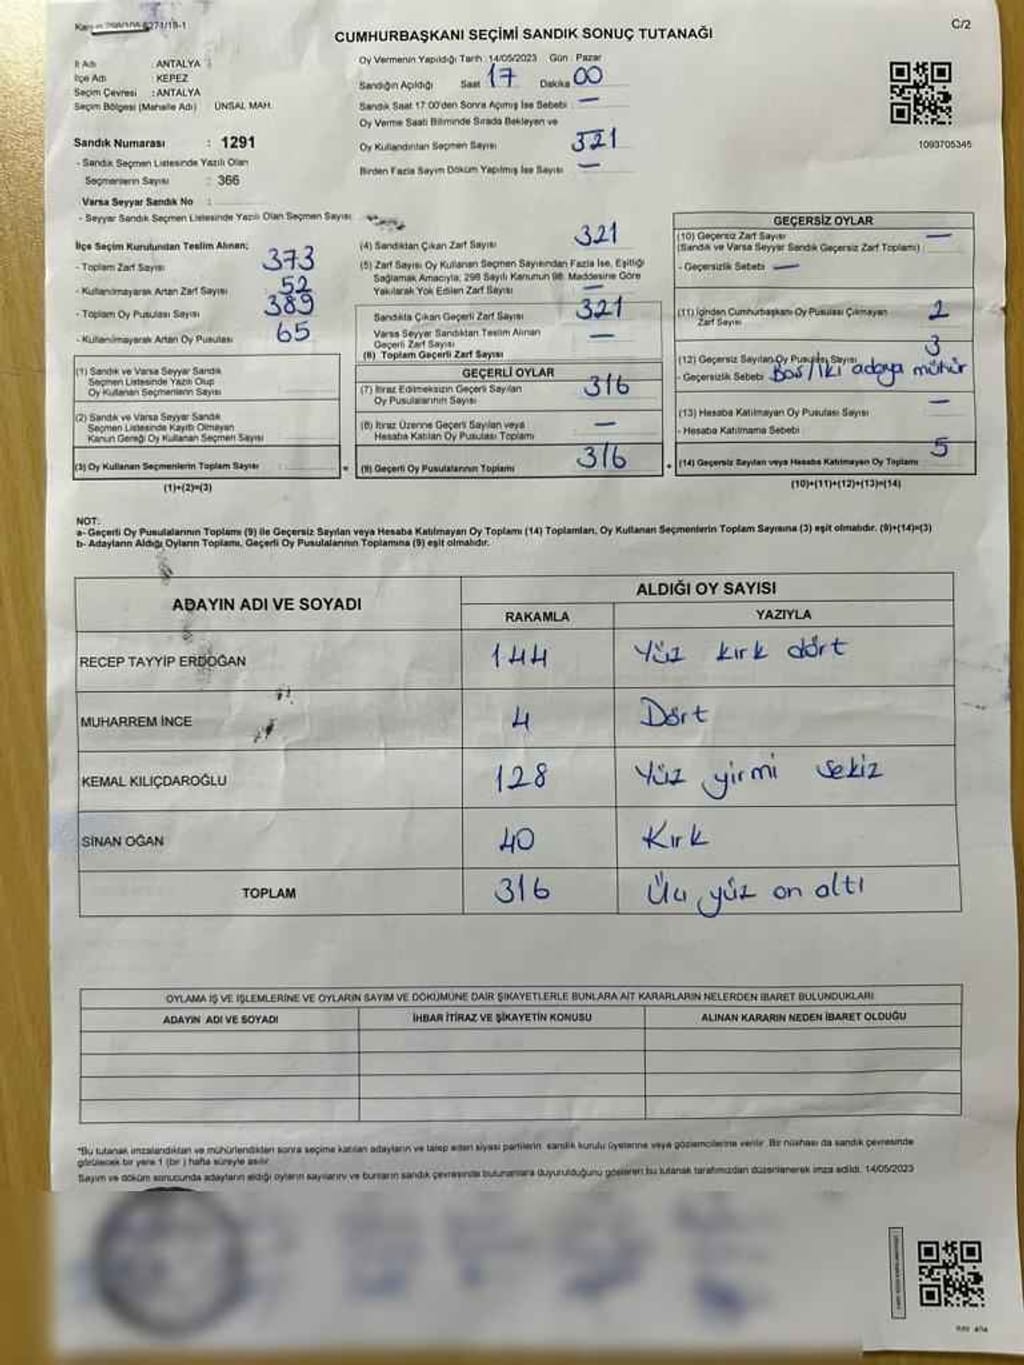 C/2
CUMHURBAŞKANI SEÇİMİ SANDIK SONUÇ TUTANAĞI
İl Adı : ANTALYA
İlçe Adı : KEPEZ
Seçim Çevresi : ANTALYA
Seçim Bölgesi (Mahalle Adı) ÜNSAL MAH.
Sandık Numarası : 1291
- Sandık Seçmen Listesinde Yazılı Olan
Seçmenlerin Sayısı : 366
Varsa Seyyar Sandık No :
- Seyyar Sandık Seçmen Listesinde Yazılı Olan Seçmen Sayısı
Oy Vermenin Yapıldığı Tarih : 14/05/2023 Gün : Pazar
Sandığın Açıldığı Saat 17 Dakika 00
Sandık Saat 17:00'den Sonra Açımış İse Sebebi : —
Oy Verme Saati Bitiminde Sırada Bekleyen ve
Oy Kullandırılan Seçmen Sayısı 321
Birden Fazla Sayım Döküm Yapılmış İse Sayısı —
1093705345
İlçe Seçim Kurulundan Teslim Alınan;
- Toplam Zarf Sayısı 373
- Kullanılmayarak Artan Zarf Sayısı 52
- Toplam Oy Pusulası Sayısı 389
- Kullanılmayarak Artan Oy Pusulası 65
(1) Sandık ve Varsa Seyyar Sandık
Seçmen Listesinde Yazılı Olup
Oy Kullanan Seçmenlerin Sayısı
(2) Sandık ve Varsa Seyyar Sandık
Seçmen Listesinde Kayıtlı Olmayan
Kanun Gereği Oy Kullanan Seçmen Sayısı
(3) Oy Kullanan Seçmenlerin Toplam Sayısı :
(1)+(2)=(3)
(4) Sandıktan Çıkan Zarf Sayısı 321
(5) Zarf Sayısı Oy Kullanan Seçmen Sayısından Fazla İse, Eşitliği
Sağlamak Amacıyla; 298 Sayılı Kanunun 98. Maddesine Göre
Yakılarak Yok Edilen Zarf Sayısı —
Sandıkta Çıkan Geçerli Zarf Sayısı 321
Varsa Seyyar Sandıktan Teslim Alınan
Geçerli Zarf Sayısı —
(6) Toplam Geçerli Zarf Sayısı
GEÇERLİ OYLAR
(7) İtiraz Edilmeksizin Geçerli Sayılan
Oy Pusulalarının Sayısı 316
(8) İtiraz Üzerine Geçerli Sayılan veya
Hesaba Katılan Oy Pusulası Toplamı —
(9) Geçerli Oy Pusulalarının Toplamı 316
GEÇERSİZ OYLAR
(10) Geçersiz Zarf Sayısı —
(Sandık ve Varsa Seyyar Sandık Geçersiz Zarf Toplamı)
- Geçersizlik Sebebi —
(11) İçinden Cumhurbaşkanı Oy Pusulası Çıkmayan
Zarf Sayısı 2
(12) Geçersiz Sayılan Oy Pusulası Sayısı 3
- Geçersizlik Sebebi Boş/iki adaya mühür
(13) Hesaba Katılmayan Oy Pusulası Sayısı —
- Hesaba Katılmama Sebebi
(14) Geçersiz Sayılan veya Hesaba Katılmayan Oy Toplamı 5
(10)+(11)+(12)+(13)=(14)
NOT:
a- Geçerli Oy Pusulalarının Toplamı (9) ile Geçersiz Sayılan veya Hesaba Katılmayan Oy Toplamı (14) Toplamları, Oy Kullanan Seçmenlerin Toplam Sayısına (3) eşit olmalıdır. (9)+(14)=(3)
b- Adayların Aldığı Oyların Toplamı, Geçerli Oy Pusulalarının Toplamına (9) eşit olmalıdır.
ADAYIN ADI VE SOYADI ALDIĞI OY SAYISI
RAKAMLA YAZIYLA
RECEP TAYYİP ERDOĞAN 144 Yüz kırk dört
MUHARREM İNCE 4 Dört
KEMAL KILIÇDAROĞLU 128 Yüz yirmi sekiz
SİNAN OĞAN 40 Kırk
TOPLAM 316 Üç yüz on altı
OYLAMA İŞ VE İŞLEMLERİNE VE OYLARIN SAYIM VE DÖKÜMÜNE DAİR ŞİKAYETLERLE BUNLARA AİT KARARLARIN NELERDEN İBARET BULUNDUKLARI
ADAYIN ADI VE SOYADI İHBAR İTİRAZ VE ŞİKAYETİN KONUSU ALINAN KARARIN NEDEN İBARET OLDUĞU
*Bu tutanak imzalandıktan ve mühürlendikten sonra seçime katılan adayların ve talep eden siyasi partilerin sandık kurulu üyelerine veya gözlemcilerine verilir. Bir nüshası da sandık çevresinde
görülecek bir yere 1 (bir) hafta süreyle asılır.
Sayım ve döküm sonucunda adayların aldığı oyların sayılarını ve bunların sandık çevresinde bulunanlara duyurulduğunu gösteren bu tutanak tarafımızdan düzenlenerek imza edildi. 14/05/2023